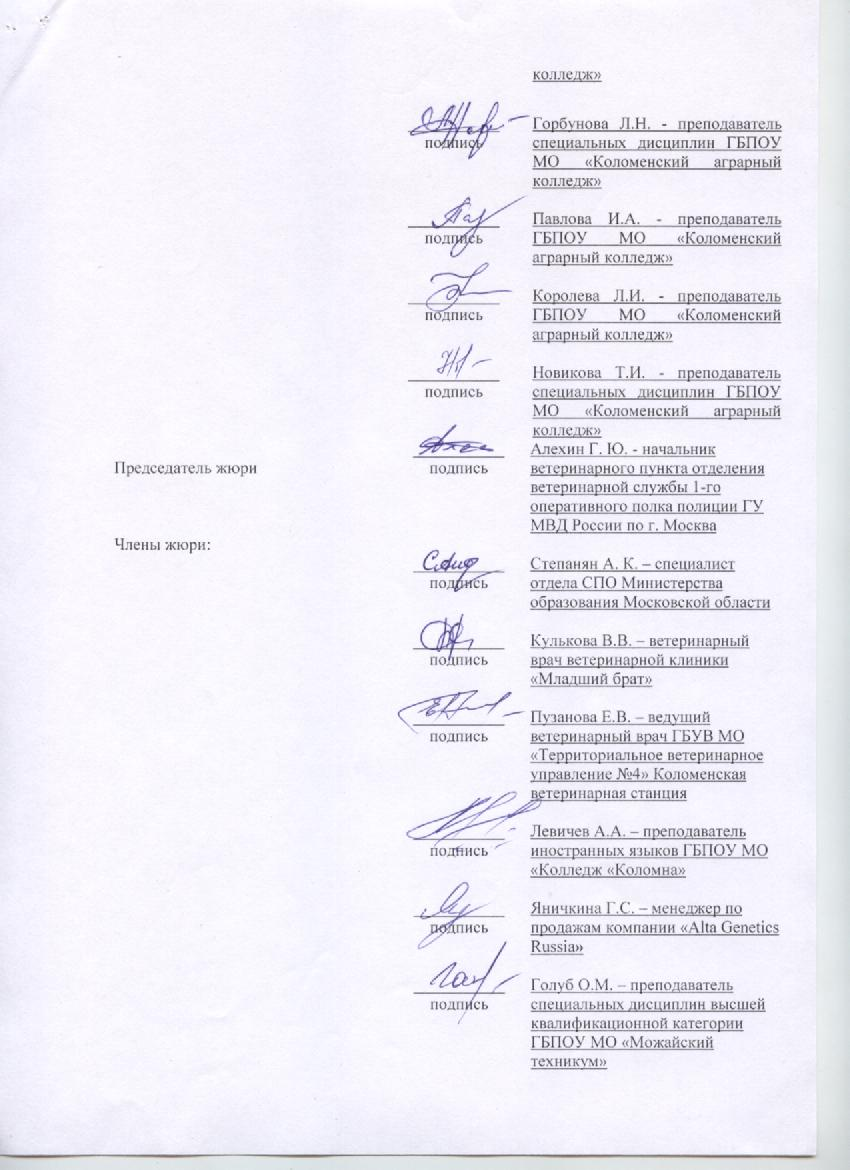 колледж»
Горбунова Л.Н. - преподаватель
подпись специальных дисциплин ГБПОУ
МО «Коломенский аграрный
колледж»
Павлова И.А. - преподаватель
подпись ГБПОУ МО «Коломенский
аграрный колледж»
Королева Л.И. - преподаватель
подпись ГБПОУ МО «Коломенский
аграрный колледж»
Новикова Т.И. - преподаватель
подпись специальных дисциплин ГБПОУ
МО «Коломенский аграрный
колледж»
Алехин Г. Ю. - начальник
Председатель жюри подпись ветеринарного пункта отделения
ветеринарной службы 1-го
оперативного полка полиции ГУ
МВД России по г. Москва
Члены жюри:
Степанян А. К. – специалист
подпись отдела СПО Министерства
образования Московской области
Кулькова В.В. – ветеринарный
подпись врач ветеринарной клиники
«Младший брат»
Пузанова Е.В. – ведущий
подпись ветеринарный врач ГБУВ МО
«Территориальное ветеринарное
управление №4» Коломенская
ветеринарная станция
Левичев А.А. – преподаватель
подпись иностранных языков ГБПОУ МО
«Колледж «Коломна»
Яничкина Г.С. – менеджер по
подпись продажам компании «Alta Genetics
Russia»
Голуб О.М. – преподаватель
подпись специальных дисциплин высшей
квалификационной категории
ГБПОУ МО «Можайский
техникум»